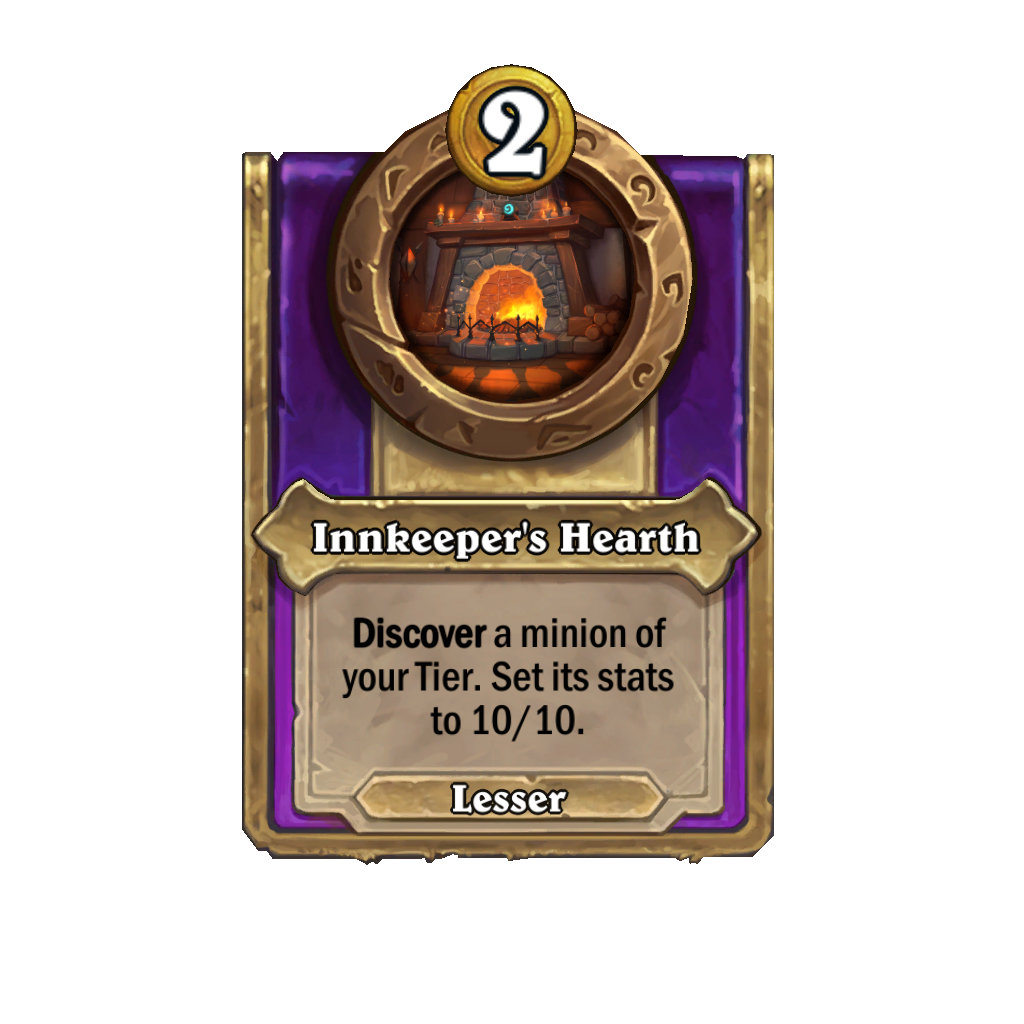 2
Innkeeper's Hearth
Discover a minion of
your Tier. Set its stats
to 10/10.
Lesser